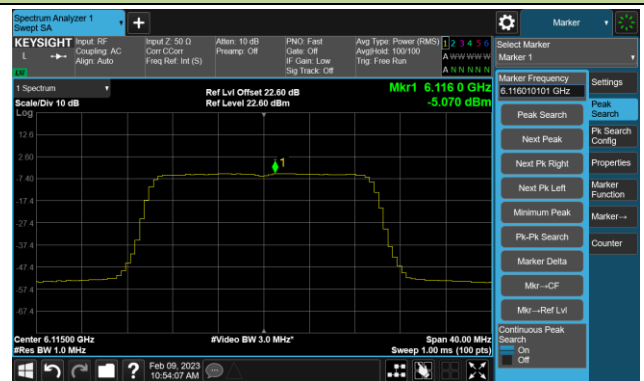 Spectrum Analyzer 1
Swept SA
Marker
KEYSIGHT
L
LV
Input: RF
Coupling: AC
Align: Auto
Input Z: 50 Ω
Corr CCorr
Freq Ref: Int (S)
Atten: 10 dB
Preamp: Off
PNO: Fast
Gate: Off
IF Gain: Low
Sig Track: Off
Avg Type: Power (RMS)
Avg|Hold: 100/100
Trig: Free Run
1 2 3 4 5 6
A W W W W W
A N N N N N
Select Marker
Marker 1
1 Spectrum
Scale/Div 10 dB
Log
Ref Lvl Offset 22.60 dB
Ref Level 22.60 dBm
Mkr1 6.116 0 GHz
-5.070 dBm
12.6
2.60
-7.40
-17.4
-27.4
-37.4
-47.4
-57.4
-67.4
1
Center 6.11500 GHz
#Res BW 1.0 MHz
#Video BW 3.0 MHz*
Span 40.00 MHz
Sweep 1.00 ms (100 pts)
Marker Frequency
6.116010101 GHz
Peak Search
Next Peak
Next Pk Right
Next Pk Left
Minimum Peak
Pk-Pk Search
Marker Delta
Mkr→CF
Mkr→Ref Lvl
Continuous Peak
Search
On
Off
Settings
Peak
Search
Pk Search
Config
Properties
Marker
Function
Marker→
Counter
Feb 09, 2023
10:54:07 AM